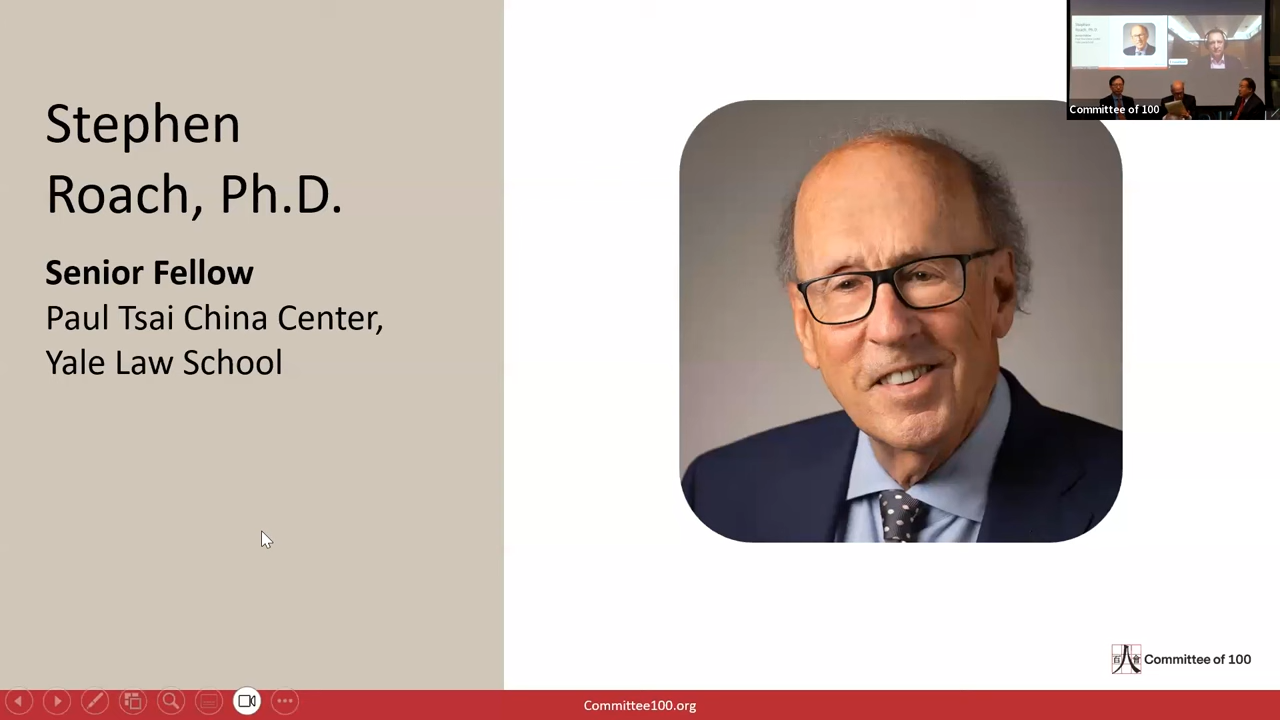 Stephen
Roach, Ph.D.
Senior Fellow
Paul Tsai China Center,
Yale Law School
Committee of 100
Committee of 100
Committee100.org